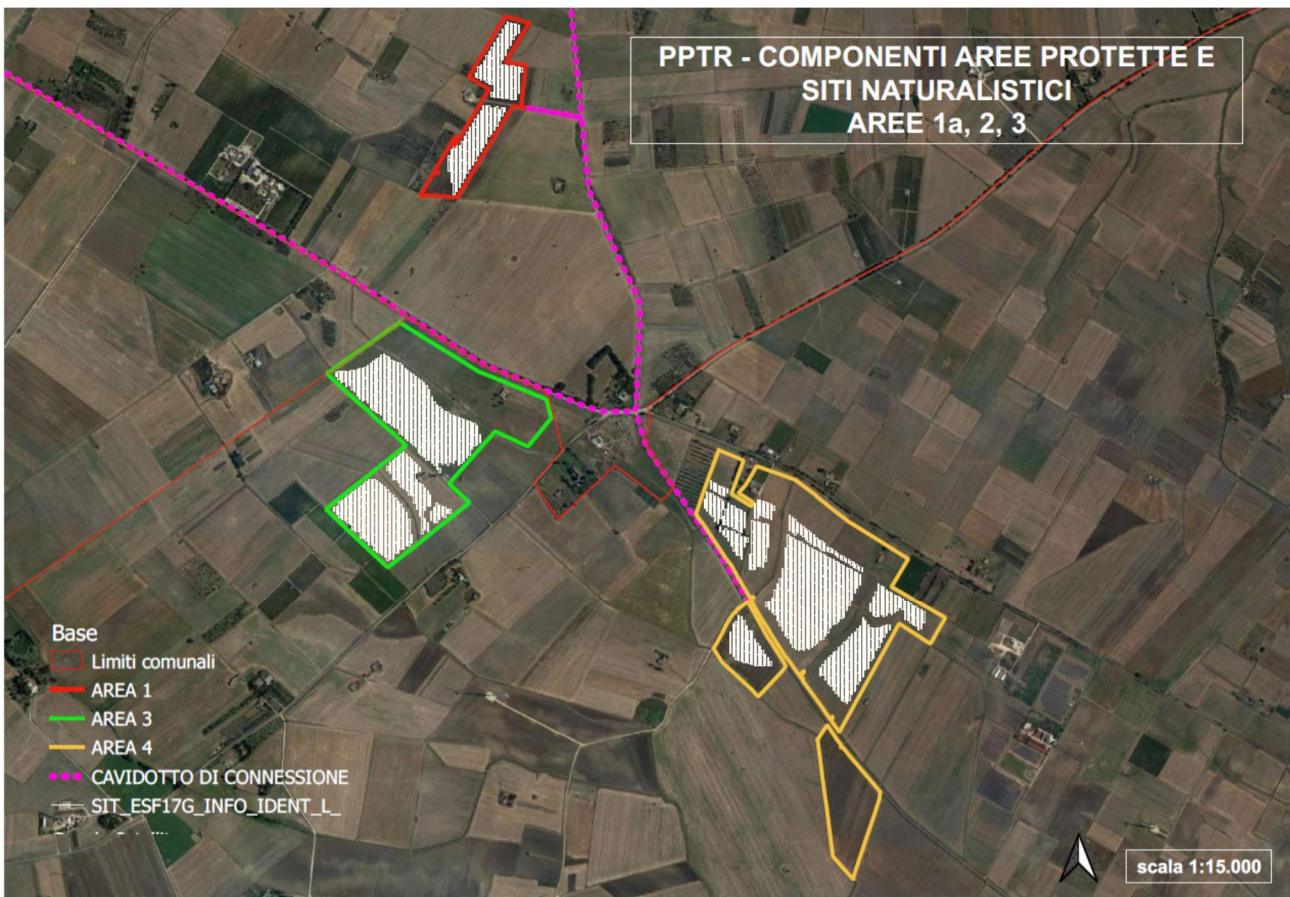 PPTR - COMPONENTI AREE PROTETTE E
SITI NATURALISTICI
AREE 1a, 2, 3
Base
Limiti comunali
AREA 1
AREA 3
AREA 4
CAVIDOTTO DI CONNESSIONE
SIT_ESF17G_INFO_IDENT_L_
scala 1:15.000